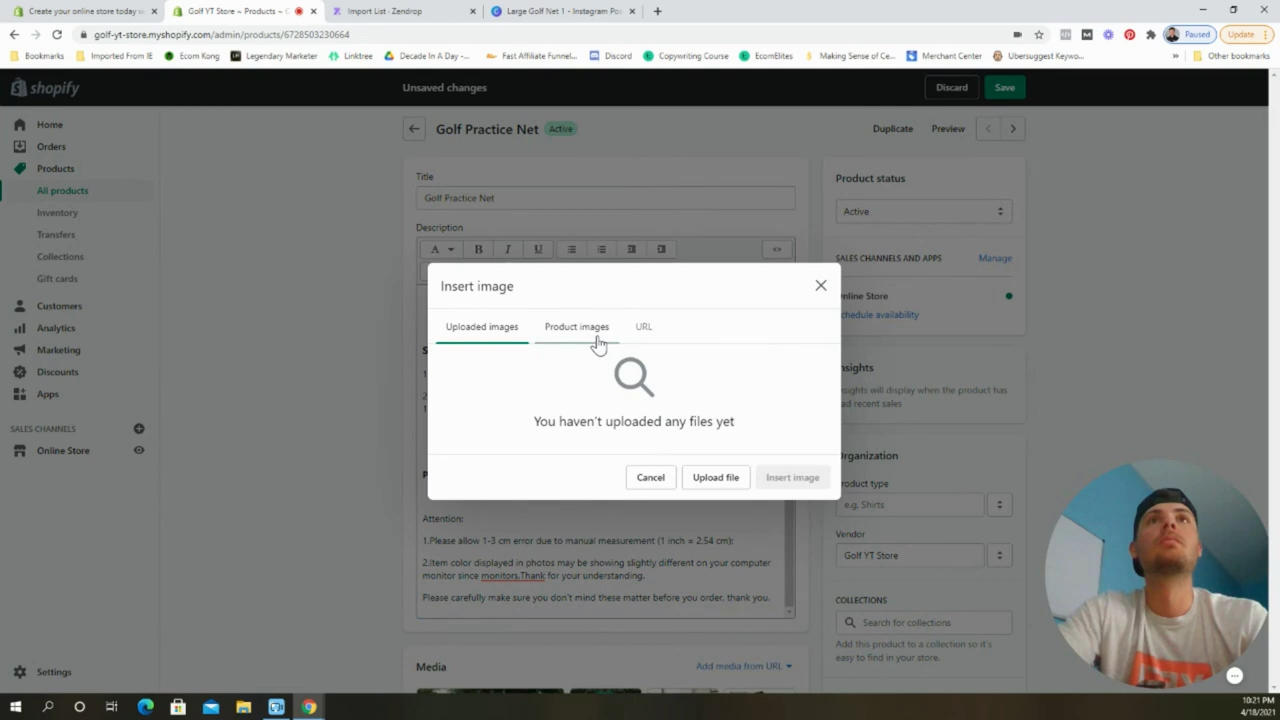 Create your online store today w
Golf YT Store ~ Products ~ G
Import List - Zendrop
Large Golf Net 1 - Instagram Po
golf-yt-store.myshopify.com/admin/products/6728503230664
Paused
Update
Bookmarks
Imported From IE
Ecom Kong
Legendary Marketer
Linktree
Decade In A Day -...
Fast Affiliate Funnel...
Discord
Copywriting Course
EcomElites
Making Sense of Ce...
Merchant Center
Ubersuggest Keywo...
»
Other bookmarks
shopify
Unsaved changes
Discard
Save
Home
Orders
Products
All products
Inventory
Transfers
Collections
Gift cards
Customers
Analytics
Marketing
Discounts
Apps
SALES CHANNELS
Online Store
Settings
Golf Practice Net
Active
Duplicate
Preview
Title
Golf Practice Net
Description
A
B
I
U
<>
Insert image
Uploaded images
Product images
URL
You haven't uploaded any files yet
Cancel
Upload file
Insert image
Attention:
1.Please allow 1-3 cm error due to manual measurement (1 inch = 2.54 cm);
2.Item color displayed in photos may be showing slightly different on your computer
monitor since monitors,Thank for your understanding.
Please carefully make sure you don't mind these matter before you order. thank you.
Media
Add media from URL
Product status
Active
SALES CHANNELS AND APPS
Manage
Online Store
Schedule availability
Insights
Insights will display when the product has
had recent sales
Organization
Product type
e.g. Shirts
Vendor
Golf YT Store
COLLECTIONS
Search for collections
Add this product to a collection so it's
easy to find in your store.
10:21 PM
4/18/2021